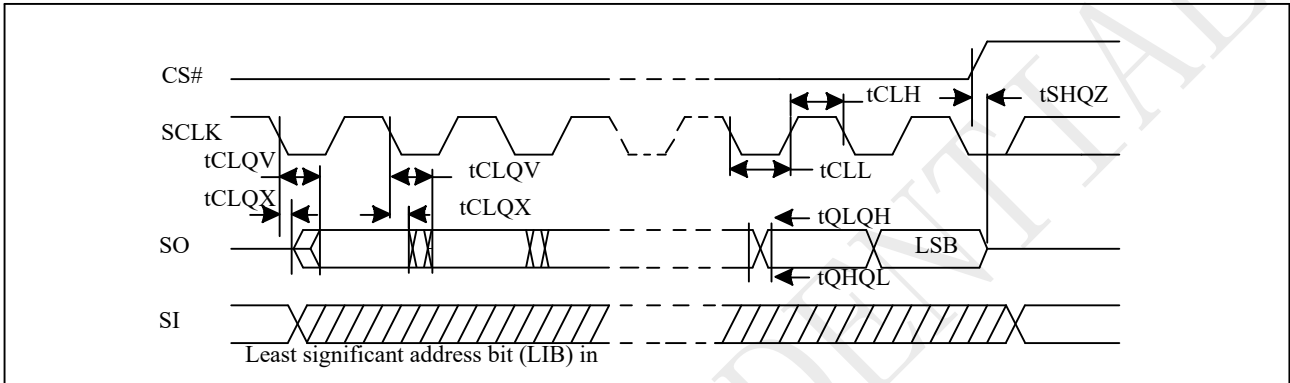 CS#
tCLH
tSHQZ
SCLK
tCLQV
tCLQV
tCLL
tCLQX
tCLQX
tQLQH
SO
LSB
tQHQL
SI
Least significant address bit (LIB) in
DENTIAL